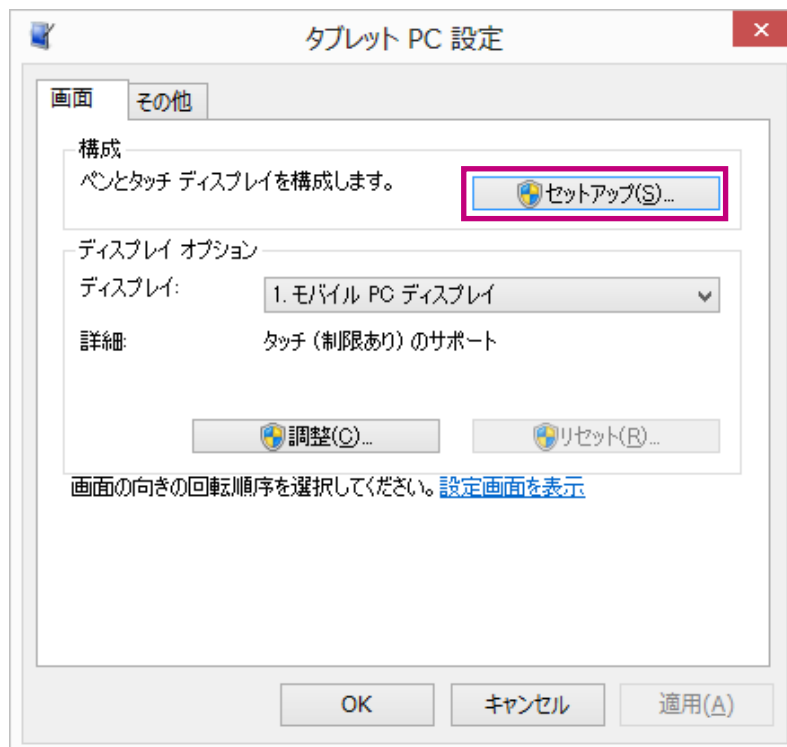 タブレット PC 設定
画面
その他
構成
ペンとタッチ ディスプレイを構成します。
セットアップ(S)...
ディスプレイ オプション
ディスプレイ:
1. モバイル PC ディスプレイ
詳細:
タッチ (制限あり) のサポート
調整(C)...
リセット(R)...
画面の向きの回転順序を選択してください。設定画面を表示
OK
キャンセル
適用(A)